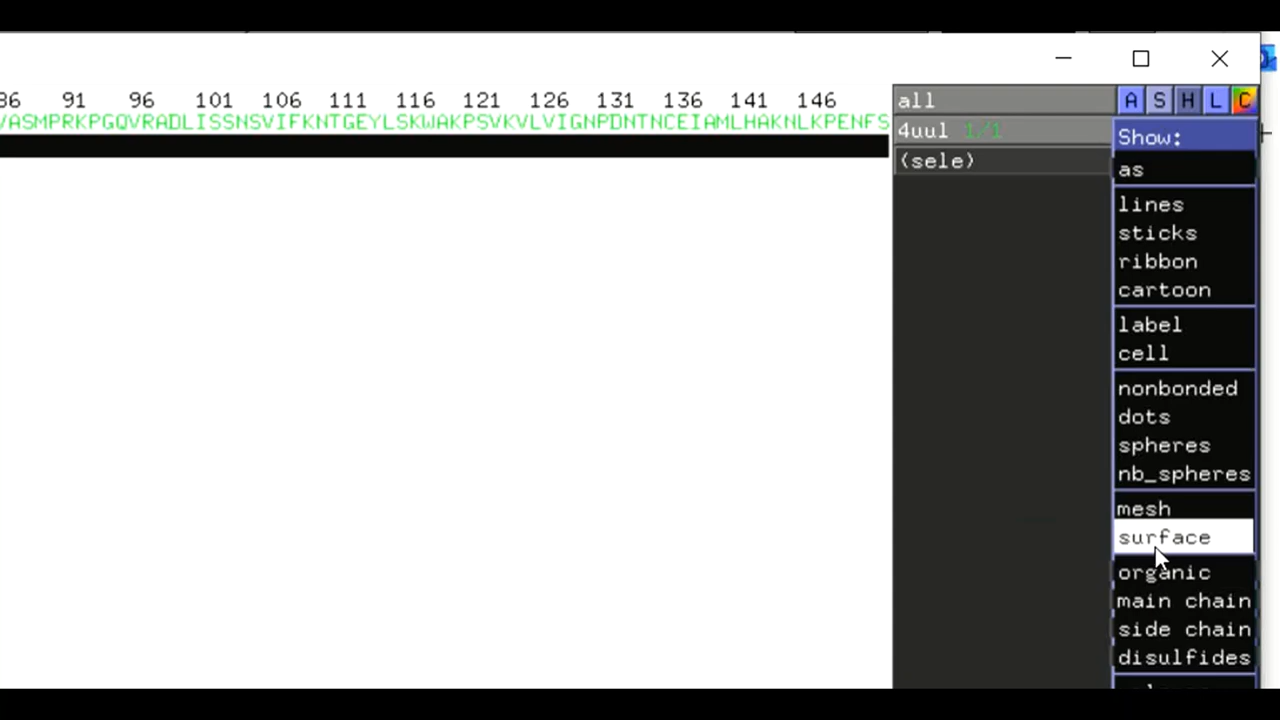 86 91 96 101 106 111 116 121 126 131 136 141 146
VASMPRKPGQVRADLISSNSVIFKNTGEYLSKWAKPSVKVLVIGNPDNTNCEIAMLHAKNLKPENFS
all A S H L C
4uul 1/1
(sele)
Show:
as
lines
sticks
ribbon
cartoon
label
cell
nonbonded
dots
spheres
nb_spheres
mesh
surface
organic
main chain
side chain
disulfides